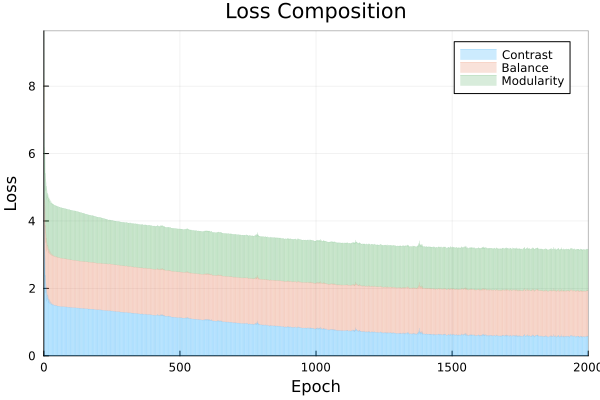 Loss Composition
Contrast
Balance
Modularity
Loss
8
6
4
2
0
0 500 1000 1500 2000
Epoch